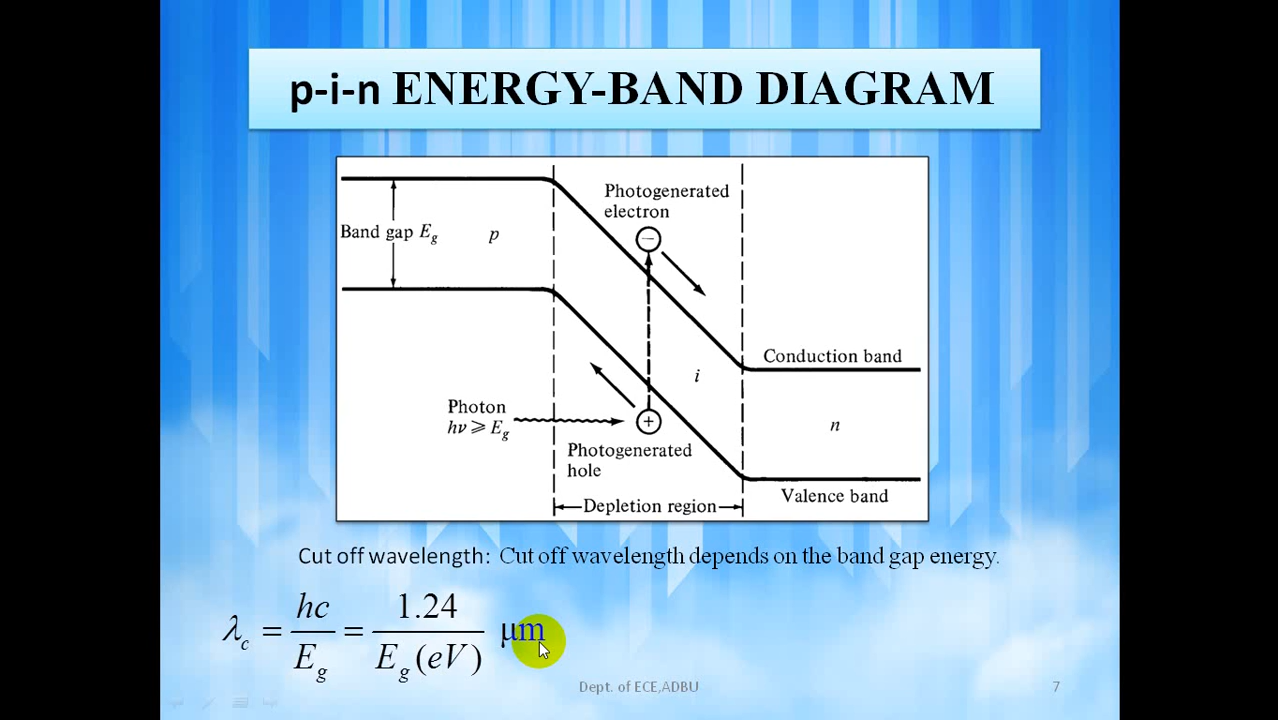 p-i-n ENERGY-BAND DIAGRAM
Photogenerated
electron
Band gap E_g
p
−
Conduction band
i
Photon
hν ⩾ E_g
+
n
Photogenerated
hole
Valence band
Depletion region
Cut off wavelength: Cut off wavelength depends on the band gap energy.
λ_c = hc / E_g = 1.24 / E_g (eV) μm
Dept. of ECE,ADBU
7